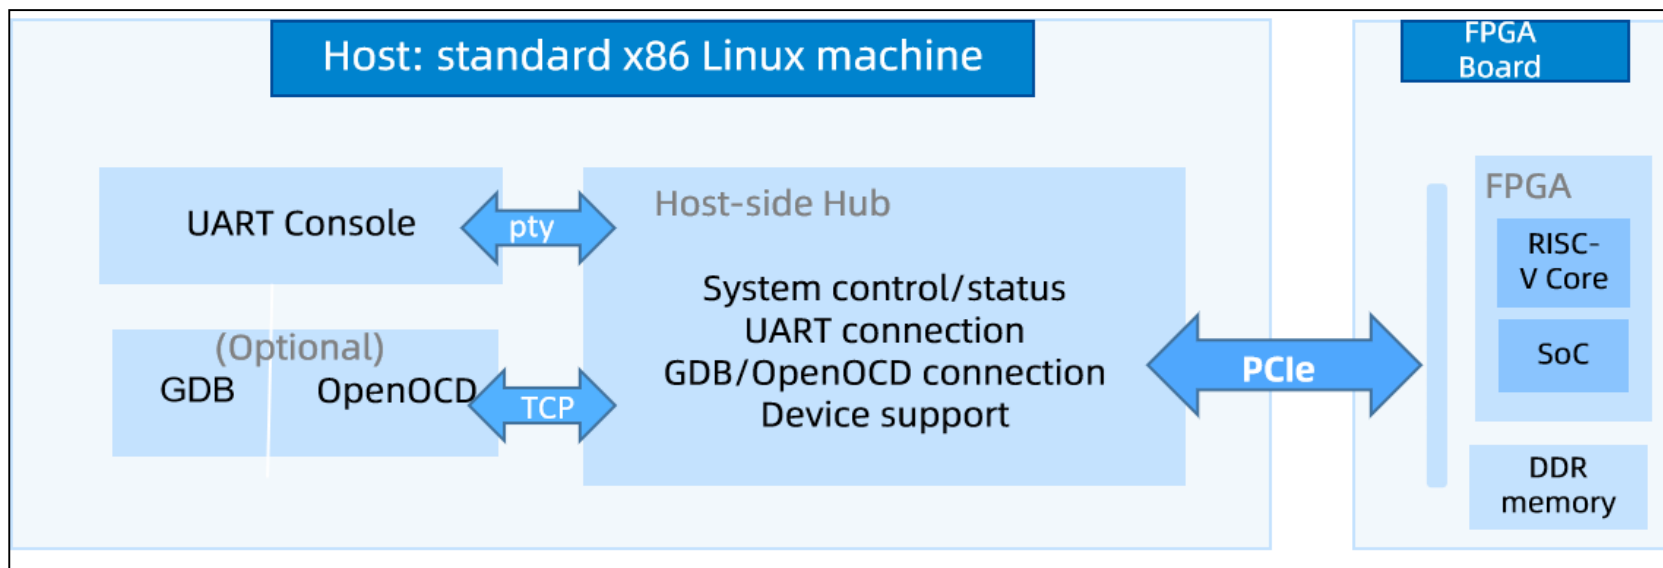 Host: standard x86 Linux machine
FPGA
Board
UART Console
pty
Host-side Hub
System control/status
UART connection
GDB/OpenOCD connection
Device support
(Optional)
GDB
OpenOCD
TCP
PCIe
FPGA
RISC-
V Core
SoC
DDR
memory